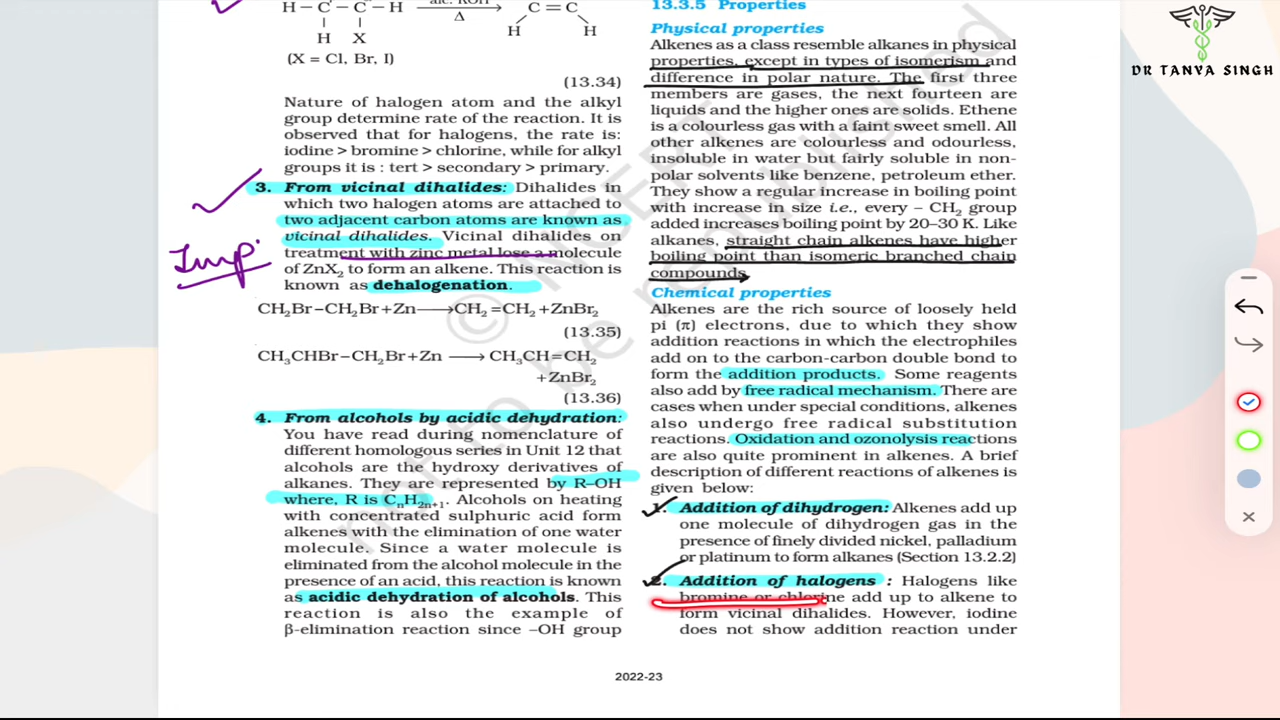 H – C – C – H
alc. KOH
Δ
C = C
H X
H H
(X = Cl, Br, I)
(13.34)
Nature of halogen atom and the alkyl
group determine rate of the reaction. It is
observed that for halogens, the rate is:
iodine > bromine > chlorine, while for alkyl
groups it is : tert > secondary > primary.
3. From vicinal dihalides: Dihalides in
which two halogen atoms are attached to
two adjacent carbon atoms are known as
vicinal dihalides. Vicinal dihalides on
treatment with zinc metal lose a molecule
of ZnX₂ to form an alkene. This reaction is
known as dehalogenation.
Imp.
CH₂Br–CH₂Br+Zn⟶CH₂=CH₂+ZnBr₂
(13.35)
CH₃CHBr–CH₂Br+Zn ⟶ CH₃CH=CH₂
+ZnBr₂
(13.36)
4. From alcohols by acidic dehydration:
You have read during nomenclature of
different homologous series in Unit 12 that
alcohols are the hydroxy derivatives of
alkanes. They are represented by R–OH
where, R is CₙH₂ₙ₊₁. Alcohols on heating
with concentrated sulphuric acid form
alkenes with the elimination of one water
molecule. Since a water molecule is
eliminated from the alcohol molecule in the
presence of an acid, this reaction is known
as acidic dehydration of alcohols. This
reaction is also the example of
β-elimination reaction since –OH group
13.3.5 Properties
Physical properties
Alkenes as a class resemble alkanes in physical
properties, except in types of isomerism and
difference in polar nature. The first three
members are gases, the next fourteen are
liquids and the higher ones are solids. Ethene
is a colourless gas with a faint sweet smell. All
other alkenes are colourless and odourless,
insoluble in water but fairly soluble in non-
polar solvents like benzene, petroleum ether.
They show a regular increase in boiling point
with increase in size i.e., every – CH₂ group
added increases boiling point by 20–30 K. Like
alkanes, straight chain alkenes have higher
boiling point than isomeric branched chain
compounds.
Chemical properties
Alkenes are the rich source of loosely held
pi (π) electrons, due to which they show
addition reactions in which the electrophiles
add on to the carbon-carbon double bond to
form the addition products. Some reagents
also add by free radical mechanism. There are
cases when under special conditions, alkenes
also undergo free radical substitution
reactions. Oxidation and ozonolysis reactions
are also quite prominent in alkenes. A brief
description of different reactions of alkenes is
given below:
1. Addition of dihydrogen: Alkenes add up
one molecule of dihydrogen gas in the
presence of finely divided nickel, palladium
or platinum to form alkanes (Section 13.2.2)
2. Addition of halogens : Halogens like
bromine or chlorine add up to alkene to
form vicinal dihalides. However, iodine
does not show addition reaction under
2022-23
© NCERT
not to be republished
DR TANYA SINGH